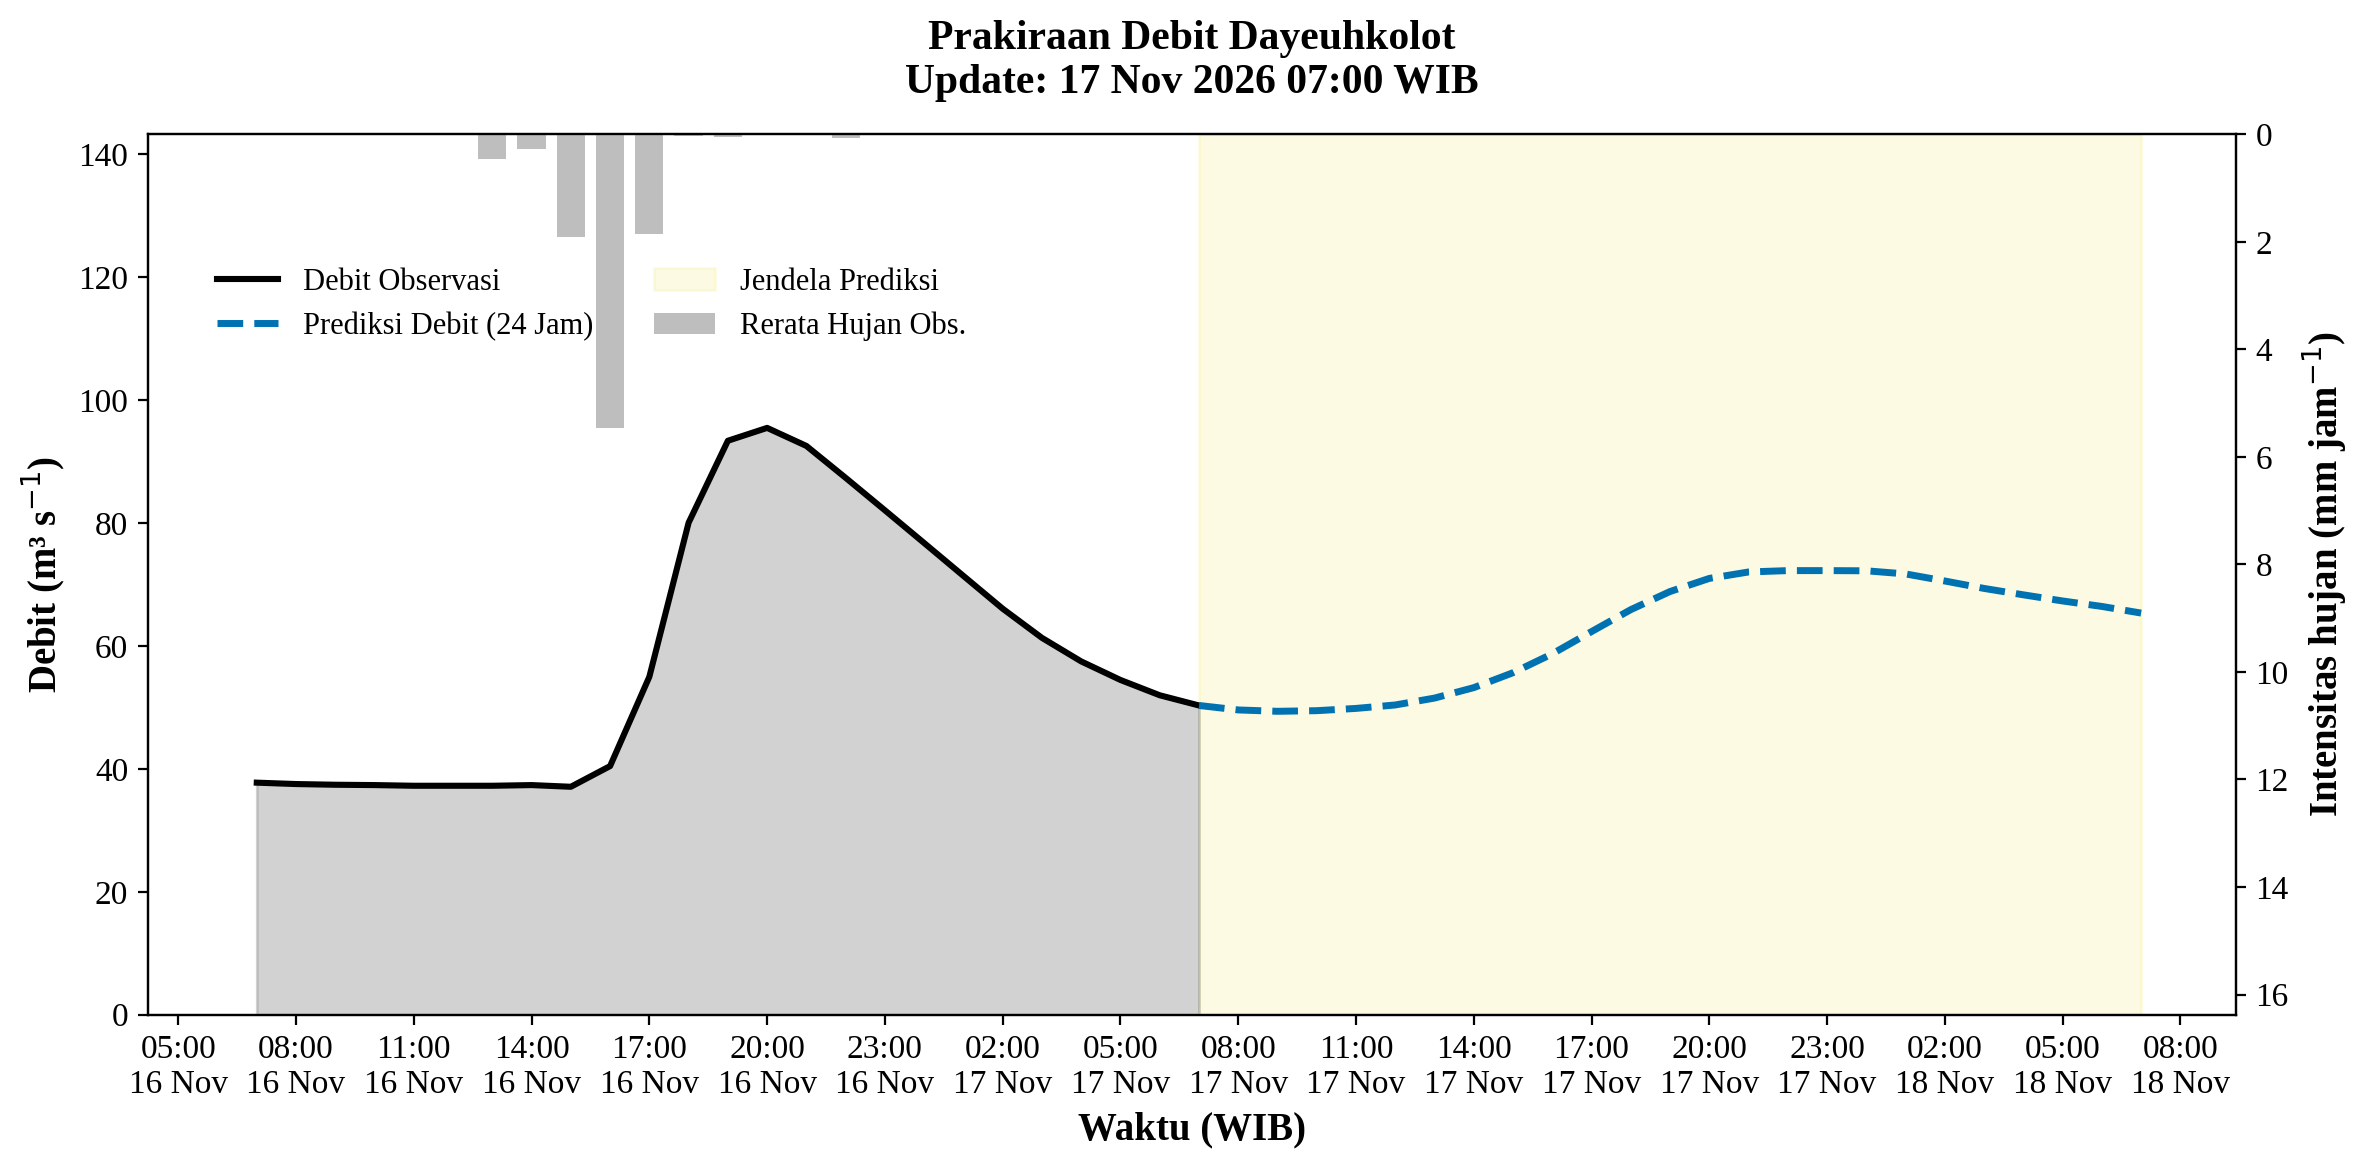 Prakiraan Debit Dayeuhkolot
Update: 17 Nov 2026 07:00 WIB
Debit (m³ s⁻¹)
140
120
100
80
60
40
20
0
Debit Observasi
Prediksi Debit (24 Jam)
Jendela Prediksi
Rerata Hujan Obs.
0
2
4
6
8
10
12
14
16
Intensitas hujan (mm jam⁻¹)
05:00 08:00 11:00 14:00 17:00 20:00 23:00 02:00 05:00 08:00 11:00 14:00 17:00 20:00 23:00 02:00 05:00 08:00
16 Nov 16 Nov 16 Nov 16 Nov 16 Nov 16 Nov 16 Nov 17 Nov 17 Nov 17 Nov 17 Nov 17 Nov 17 Nov 17 Nov 17 Nov 18 Nov 18 Nov 18 Nov
Waktu (WIB)